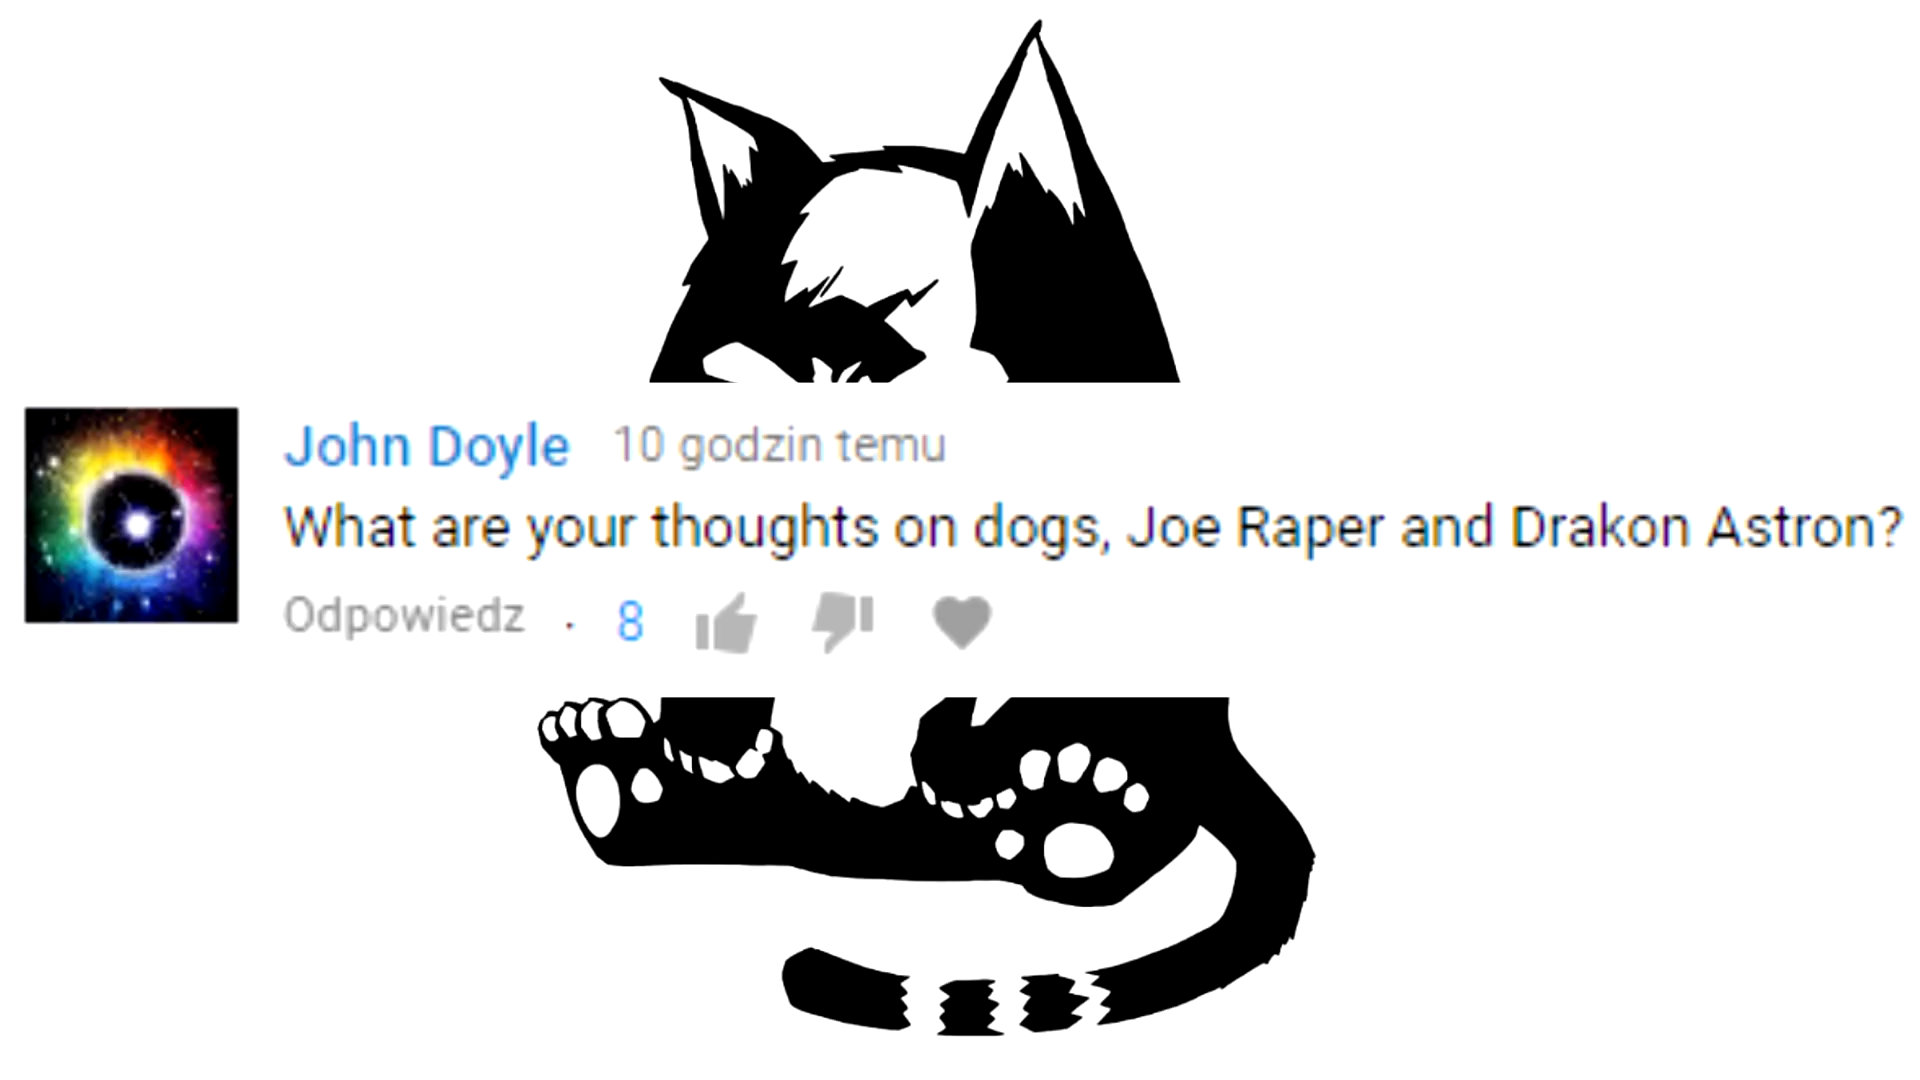 John Doyle 10 godzin temu
What are your thoughts on dogs, Joe Raper and Drakon Astron?
Odpowiedz · 8